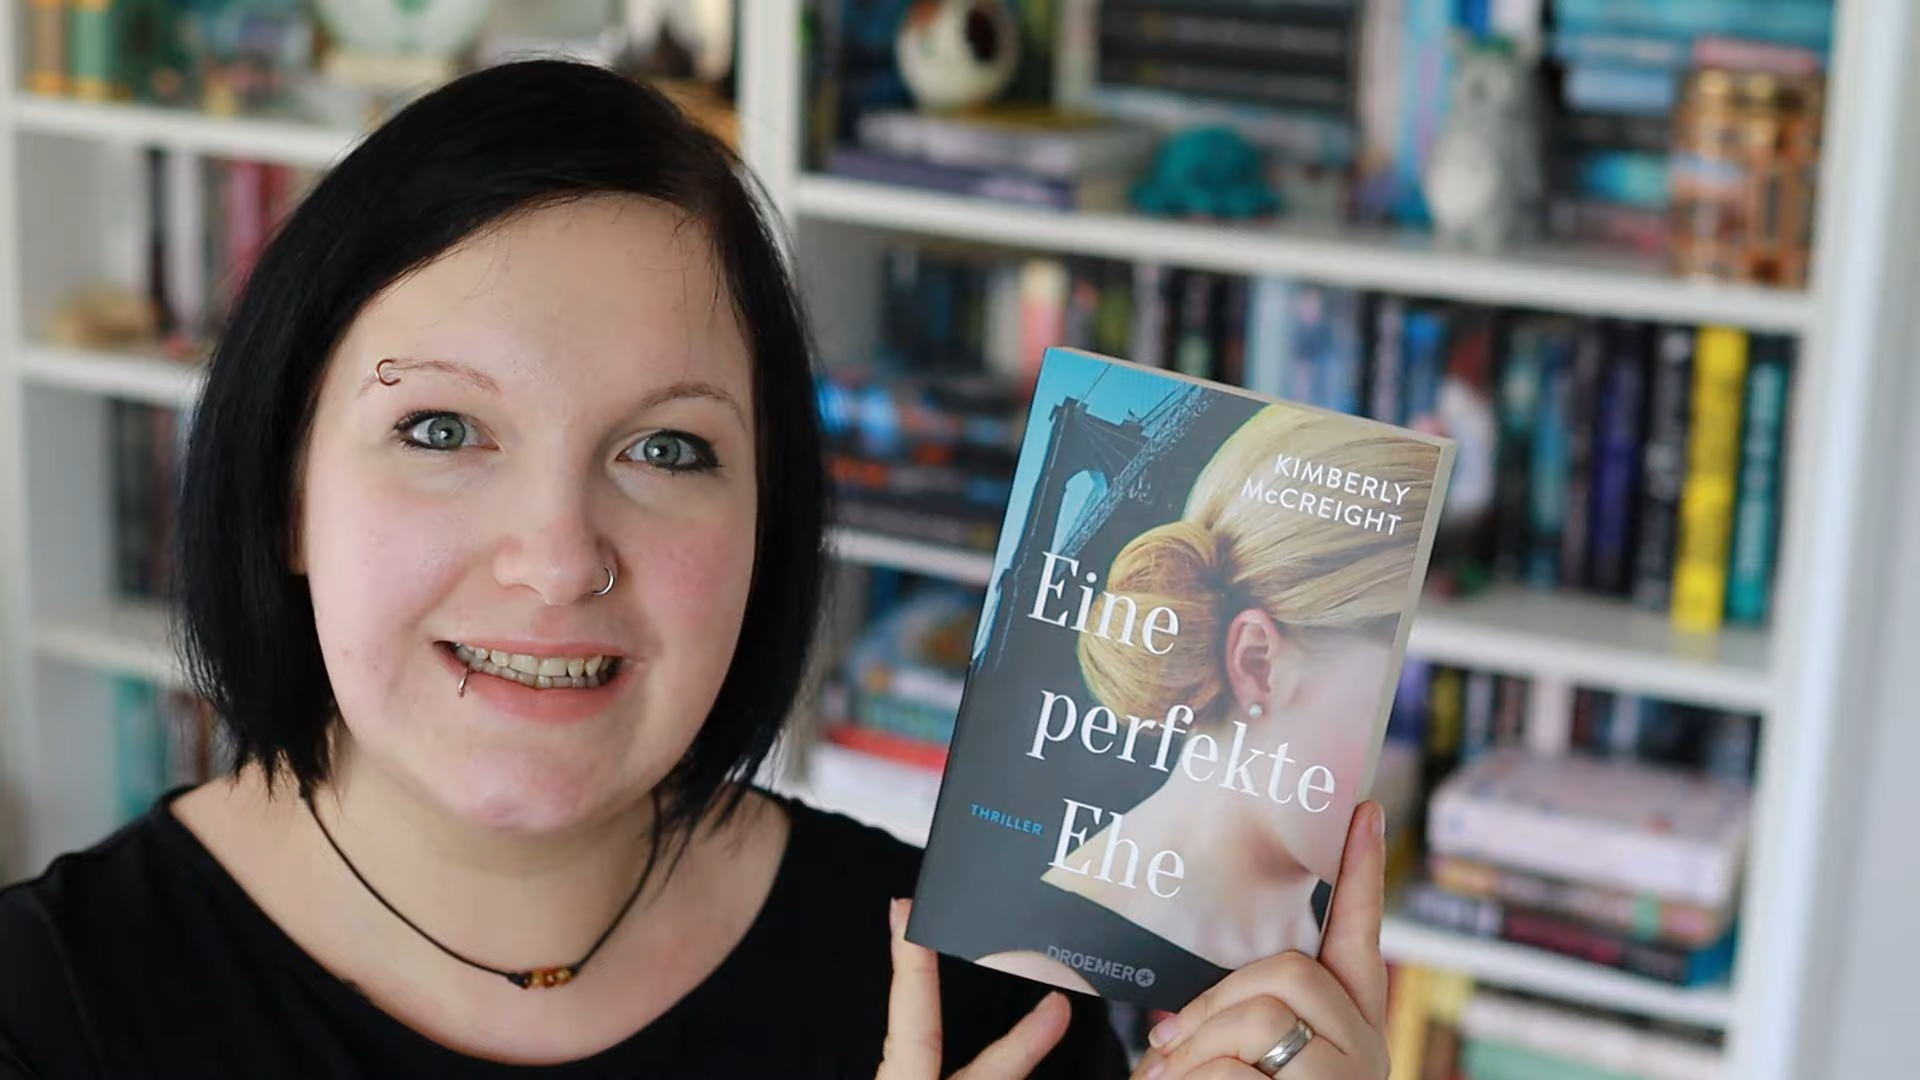 KIMBERLY
McCREIGHT
Eine
perfekte
THRILLER
Ehe
DROEMER